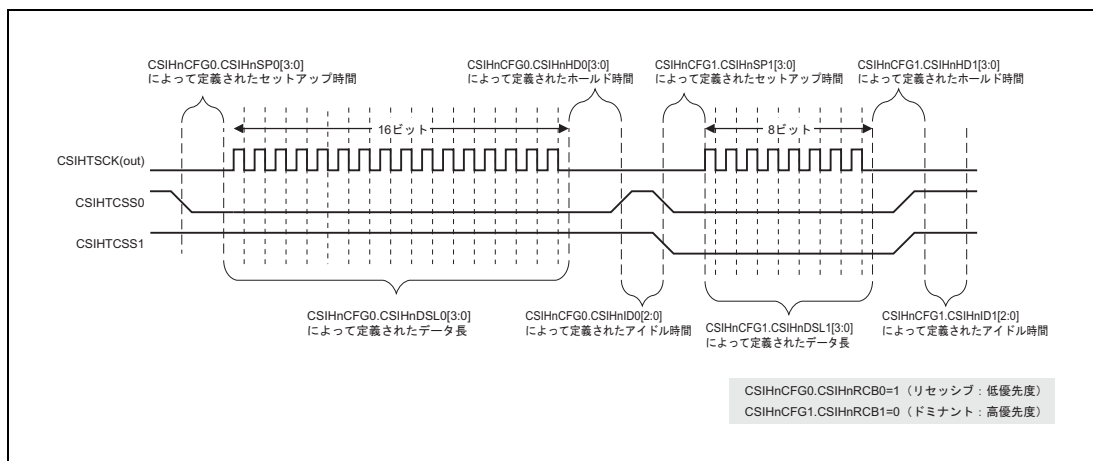 CSIHnCFG0.CSIHnSP0[3:0]
によって定義されたセットアップ時間
CSIHnCFG0.CSIHnHD0[3:0]
によって定義されたホールド時間
CSIHnCFG1.CSIHnSP1[3:0]
によって定義されたセットアップ時間
CSIHnCFG1.CSIHnHD1[3:0]
によって定義されたホールド時間
16ビット
8ビット
CSIHTSCK(out)
CSIHTCSS0
CSIHTCSS1
CSIHnCFG0.CSIHnDSL0[3:0]
によって定義されたデータ長
CSIHnCFG0.CSIHnID0[2:0]
によって定義されたアイドル時間
CSIHnCFG1.CSIHnDSL1[3:0]
によって定義されたデータ長
CSIHnCFG1.CSIHnID1[2:0]
によって定義されたアイドル時間
CSIHnCFG0.CSIHnRCB0=1（リセッシブ：低優先度）
CSIHnCFG1.CSIHnRCB1=0（ドミナント：高優先度）